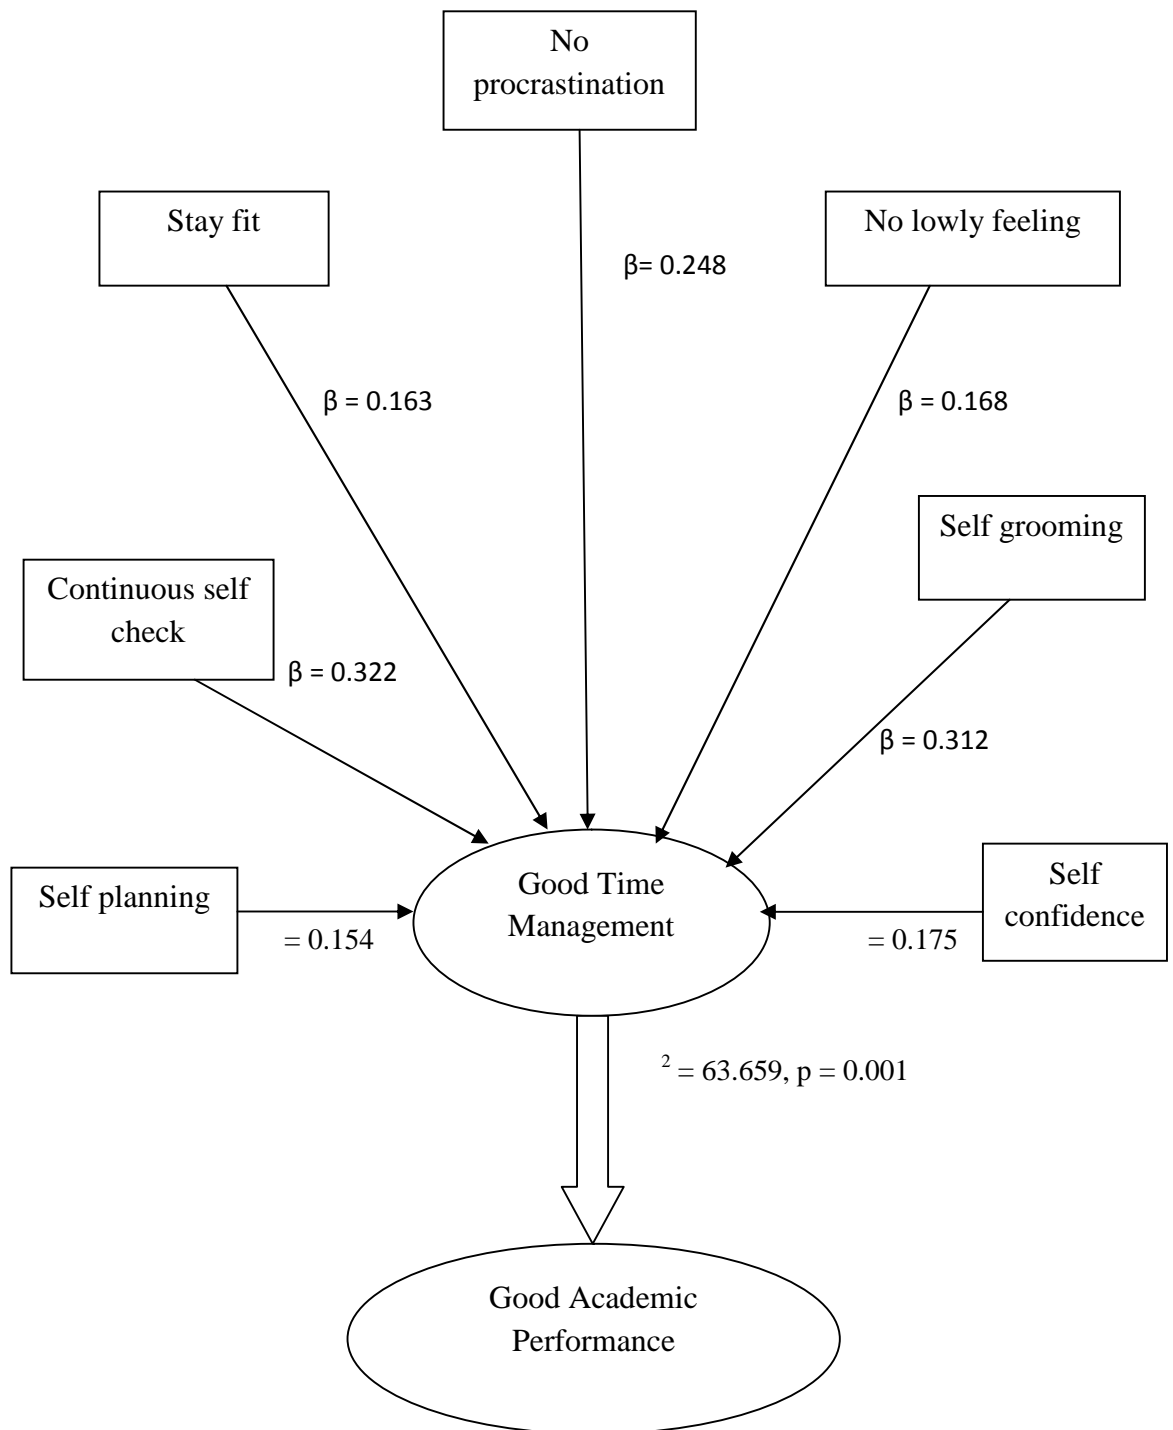 No
procrastination
Stay fit
No lowly feeling
β= 0.248
β = 0.163
β = 0.168
Self grooming
Continuous self
check
β = 0.322
β = 0.312
Self planning
Good Time
Management
Self
confidence
= 0.154
= 0.175
² = 63.659, p = 0.001
Good Academic
Performance